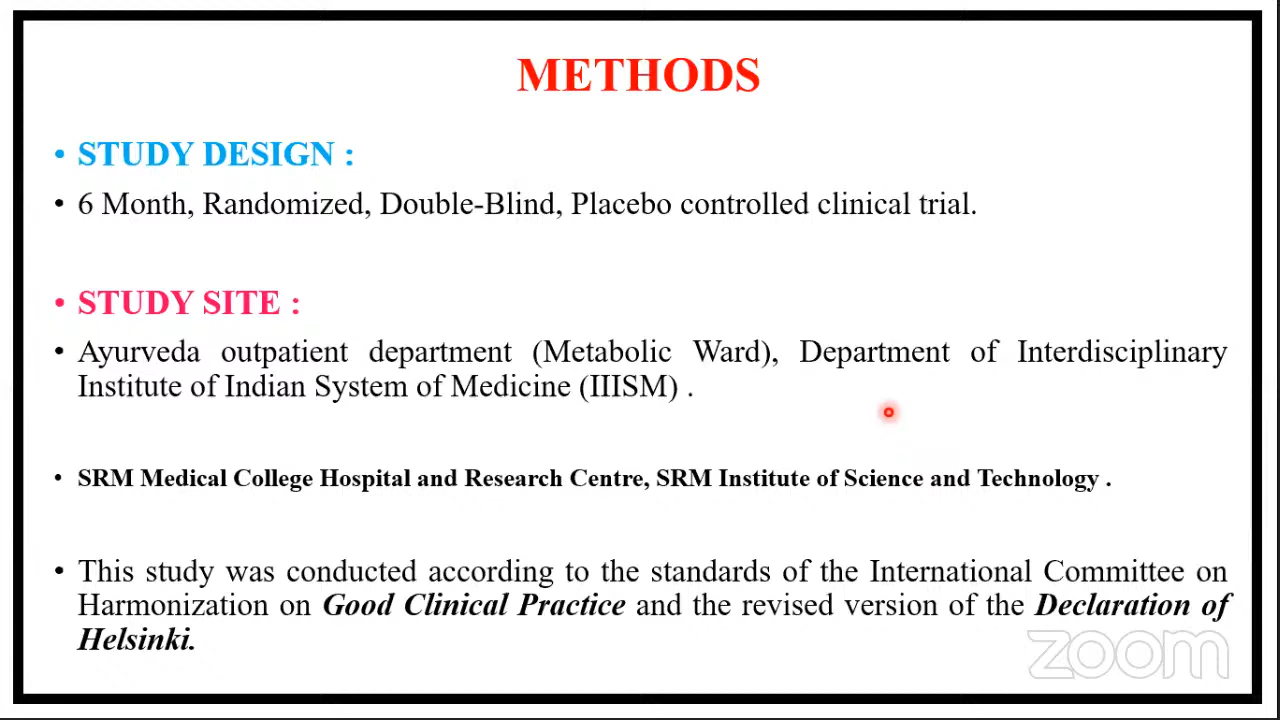 METHODS
• STUDY DESIGN :
• 6 Month, Randomized, Double-Blind, Placebo controlled clinical trial.
• STUDY SITE :
• Ayurveda outpatient department (Metabolic Ward), Department of Interdisciplinary
Institute of Indian System of Medicine (IIISM) .
• SRM Medical College Hospital and Research Centre, SRM Institute of Science and Technology .
• This study was conducted according to the standards of the International Committee on
Harmonization on Good Clinical Practice and the revised version of the Declaration of
Helsinki.
zoom